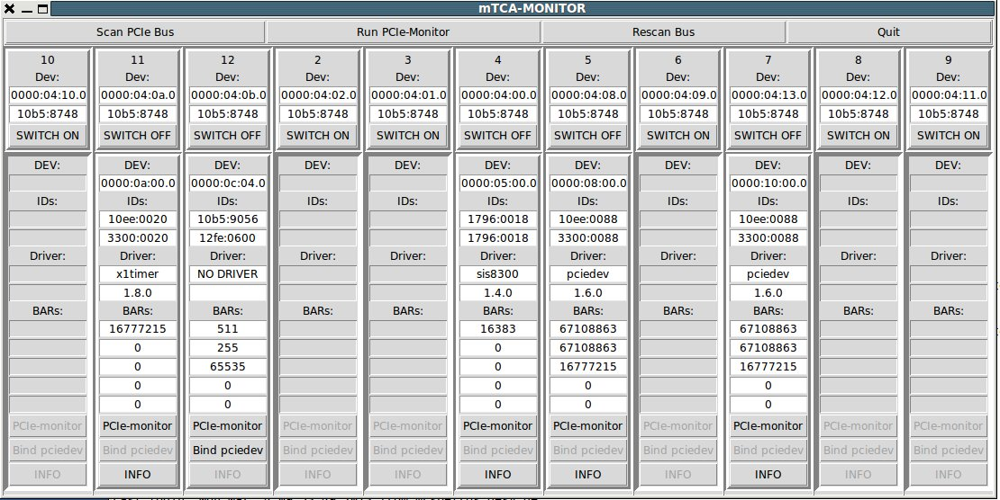 mTCA-MONITOR
Scan PCIe Bus Run PCIe-Monitor Rescan Bus Quit
10 11 12 2 3 4 5 6 7 8 9
Dev: Dev: Dev: Dev: Dev: Dev: Dev: Dev: Dev: Dev: Dev:
0000:04:10.0 0000:04:0a.0 0000:04:0b.0 0000:04:02.0 0000:04:01.0 0000:04:00.0 0000:04:08.0 0000:04:09.0 0000:04:13.0 0000:04:12.0 0000:04:11.0
10b5:8748 10b5:8748 10b5:8748 10b5:8748 10b5:8748 10b5:8748 10b5:8748 10b5:8748 10b5:8748 10b5:8748 10b5:8748
SWITCH ON SWITCH OFF SWITCH OFF SWITCH ON SWITCH ON SWITCH OFF SWITCH OFF SWITCH ON SWITCH OFF SWITCH ON SWITCH ON
DEV: DEV: DEV: DEV: DEV: DEV: DEV: DEV: DEV: DEV: DEV:
0000:0a:00.0 0000:0c:04.0 0000:05:00.0 0000:08:00.0 0000:10:00.0
IDs: IDs: IDs: IDs: IDs: IDs: IDs: IDs: IDs: IDs: IDs:
10ee:0020 10b5:9056 1796:0018 10ee:0088 10ee:0088
3300:0020 12fe:0600 1796:0018 3300:0088 3300:0088
Driver: Driver: Driver: Driver: Driver: Driver: Driver: Driver: Driver: Driver: Driver:
x1timer NO DRIVER sis8300 pciedev pciedev
1.8.0 1.4.0 1.6.0 1.6.0
BARs: BARs: BARs: BARs: BARs: BARs: BARs: BARs: BARs: BARs: BARs:
16777215 511 16383 67108863 67108863
0 255 0 67108863 67108863
0 65535 0 16777215 16777215
0 0 0 0 0
0 0 0 0 0
PCIe-monitor PCIe-monitor PCIe-monitor PCIe-monitor PCIe-monitor PCIe-monitor PCIe-monitor PCIe-monitor PCIe-monitor PCIe-monitor PCIe-monitor
Bind pciedev Bind pciedev Bind pciedev Bind pciedev Bind pciedev Bind pciedev Bind pciedev Bind pciedev Bind pciedev Bind pciedev Bind pciedev
INFO INFO INFO INFO INFO INFO INFO INFO INFO INFO INFO